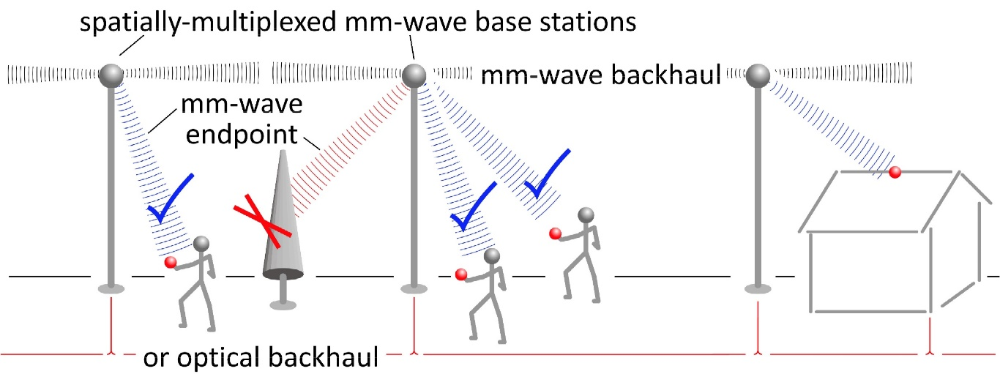 spatially-multiplexed mm-wave base stations
mm-wave backhaul
mm-wave
endpoint
or optical backhaul